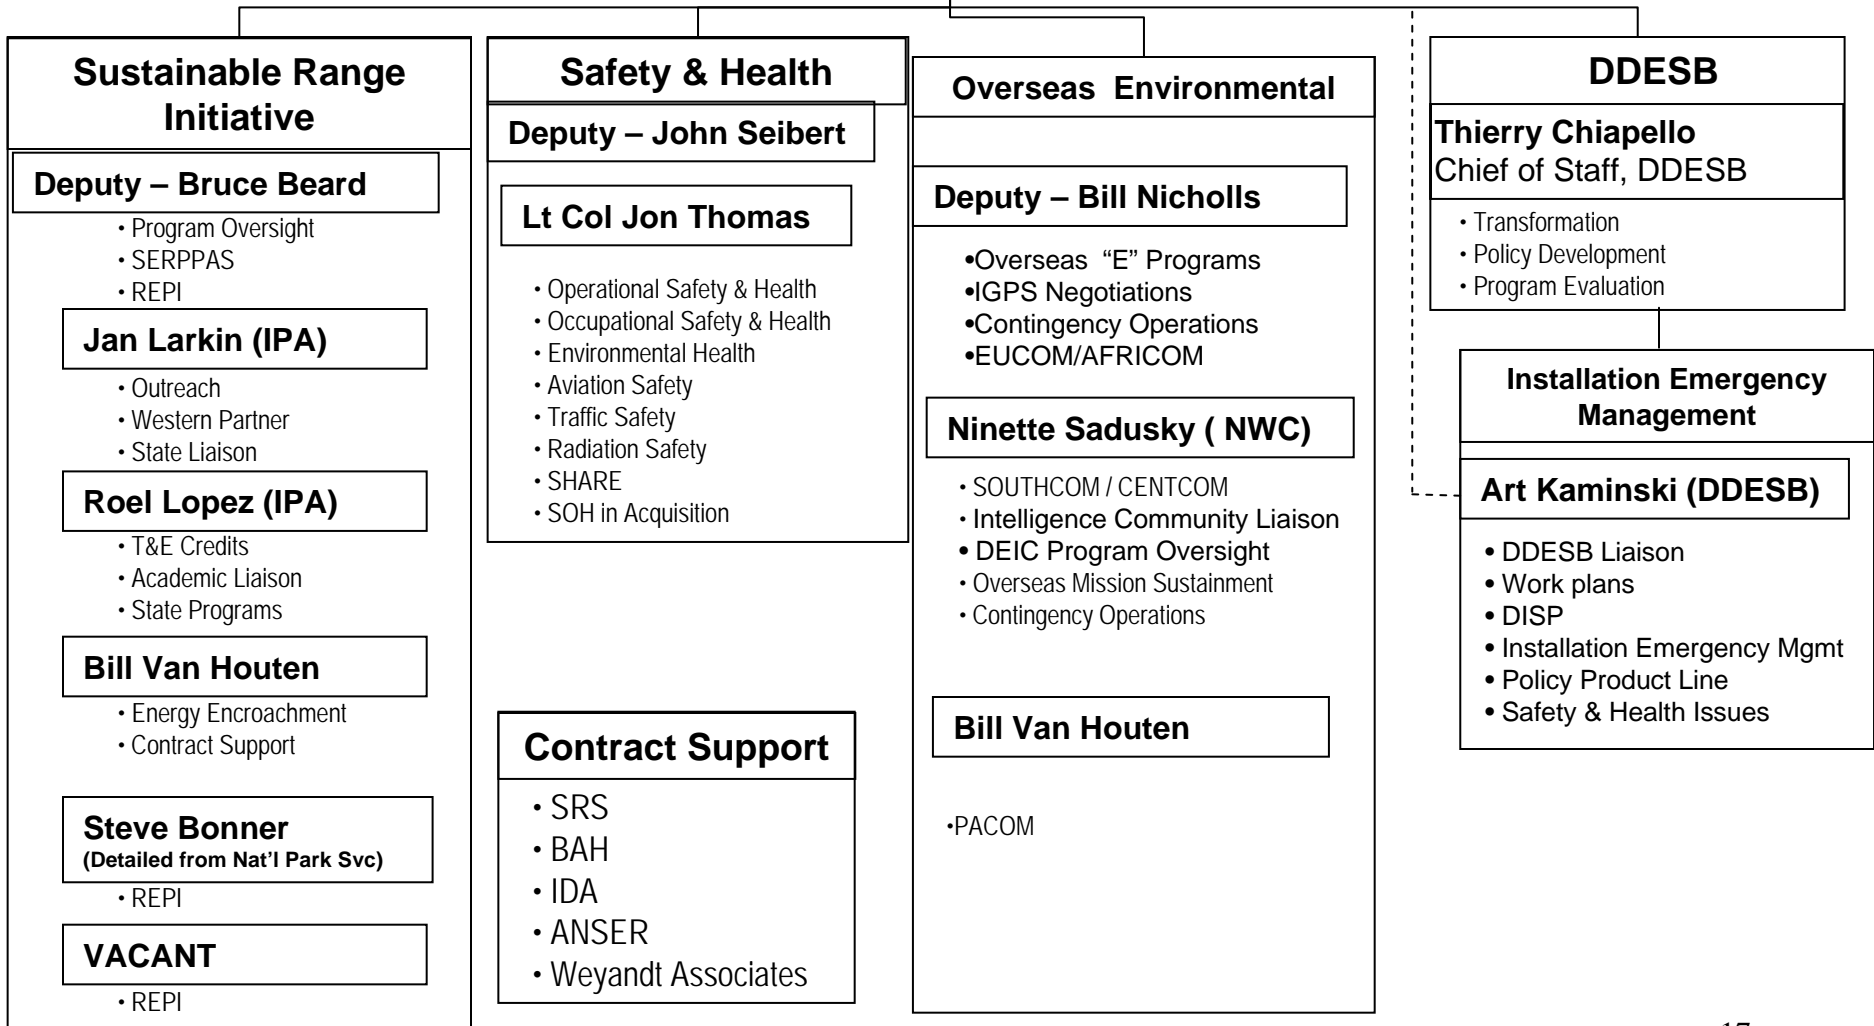 Sustainable Range
Initiative
Deputy – Bruce Beard
• Program Oversight
• SERPPAS
• REPI
Jan Larkin (IPA)
• Outreach
• Western Partner
• State Liaison
Roel Lopez (IPA)
• T&E Credits
• Academic Liaison
• State Programs
Bill Van Houten
• Energy Encroachment
• Contract Support
Steve Bonner
(Detailed from Nat’l Park Svc)
• REPI
VACANT
• REPI
Safety & Health
Deputy – John Seibert
Lt Col Jon Thomas
• Operational Safety & Health
• Occupational Safety & Health
• Environmental Health
• Aviation Safety
• Traffic Safety
• Radiation Safety
• SHARE
• SOH in Acquisition
Contract Support
• SRS
• BAH
• IDA
• ANSER
• Weyandt Associates
Overseas Environmental
Deputy – Bill Nicholls
•Overseas “E” Programs
•IGPS Negotiations
•Contingency Operations
•EUCOM/AFRICOM
Ninette Sadusky ( NWC)
• SOUTHCOM / CENTCOM
• Intelligence Community Liaison
• DEIC Program Oversight
• Overseas Mission Sustainment
• Contingency Operations
Bill Van Houten
•PACOM
DDESB
Thierry Chiapello
Chief of Staff, DDESB
• Transformation
• Policy Development
• Program Evaluation
Installation Emergency
Management
Art Kaminski (DDESB)
• DDESB Liaison
• Work plans
• DISP
• Installation Emergency Mgmt
• Policy Product Line
• Safety & Health Issues